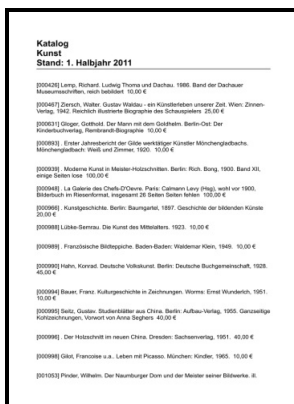 Katalog
Kunst
Stand: 1. Halbjahr 2011
[000426] Lemp, Richard. Ludwig Thoma und Dachau. 1986. Band der Dachauer
Museumsschriften, reich bebildert 10,00 €
[000467] Ziersch, Walter. Gustav Waldau - ein Künstlerleben unserer Zeit. Wien: Zinnen-
Verlag, 1942. Reichlich illustrierte Biographie des Schauspielers 25,00 €
[000631] Gloger, Gotthold. Der Mann mit dem Goldhelm. Berlin-Ost: Der
Kinderbuchverlag, Rembrandt-Biographie 10,00 €
[000893] . Erster Jahresbericht der Gilde werktätiger Künstler Mönchengladbachs.
Mönchengladbach: Weiß und Zimmer, 1920. 10,00 €
[000939] . Moderne Kunst in Meister-Holzschnitten. Berlin: Rich. Bong, 1900. Band XII,
einige Seiten lose 100,00 €
[000948] . La Galerie des Chefs-D'Oevre. Paris: Calmann Levy (Hsg), wohl vor 1900.
Bilderbuch im Riesenformat, insgesamt 26 Seiten Seiten fehlen 100,00 €
[000966] . Kunstgeschichte. Berlin: Baumgartel, 1897. Geschichte der bildenden Künste
20,00 €
[000988] Lübke-Semrau. Die Kunst des Mittelalters. 1923. 10,00 €
[000989] . Französische Bildteppiche. Baden-Baden: Waldemar Klein, 1949. 10,00 €
[000990] Hahn, Konrad. Deutsche Volkskunst. Berlin: Deutsche Buchgemeinschaft, 1928.
45,00 €
[000994] Bauer, Franz. Kulturgeschichte in Zeichnungen. Worms: Ernst Wunderlich, 1951.
10,00 €
[000995] Seitz, Gustav. Studienblätter aus China. Berlin: Aufbau-Verlag, 1955. Ganzseitige
Kohlzeichnungen, Vorwort von Anna Seghers 40,00 €
[000996] . Der Holzschnitt im neuen China. Dresden: Sachsenverlag, 1951. 40,00 €
[000998] Gilot, Francoise u.a.. Leben mit Picasso. München: Kindler, 1965. 10,00 €
[001053] Pinder, Wilhelm. Der Naumburger Dom und der Meister seiner Bildwerke. Ill.